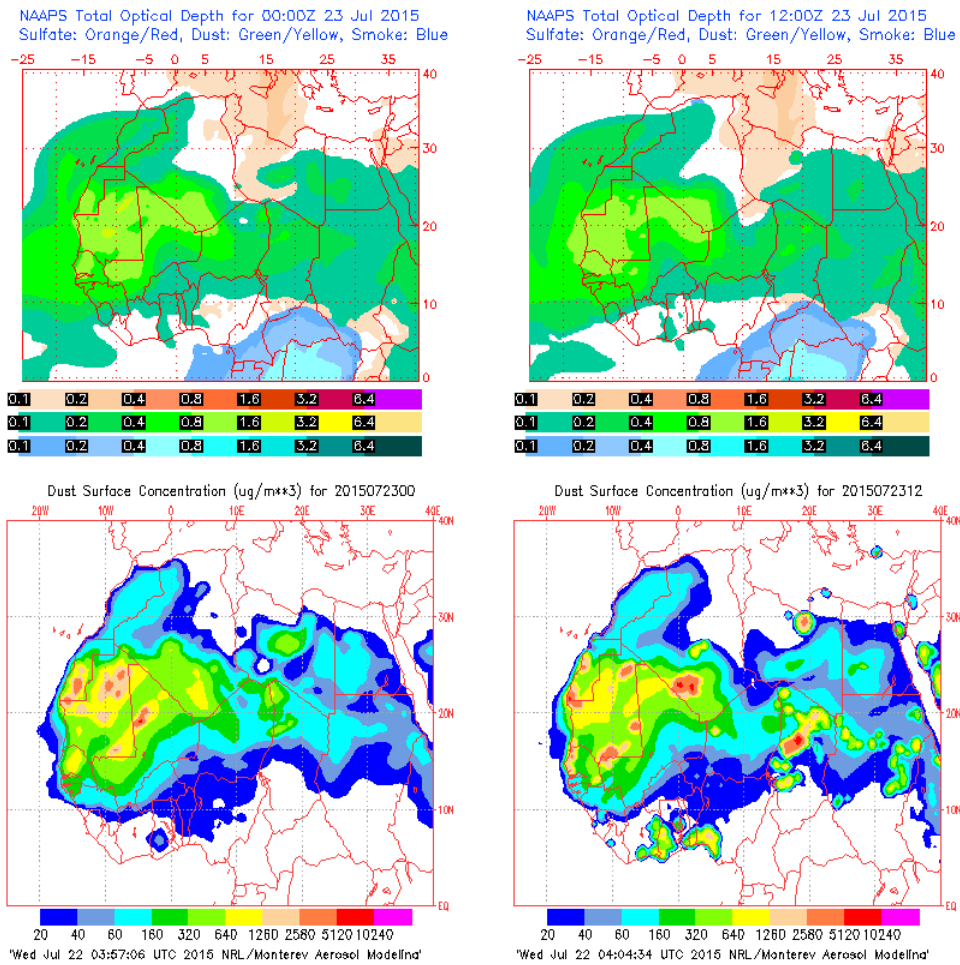 NAAPS Total Optical Depth for 00:00Z 23 Jul 2015
Sulfate: Orange/Red, Dust: Green/Yellow, Smoke: Blue
-25 -15 -5 0 5 15 25 35
40
30
20
10
0
0.1 0.2 0.4 0.8 1.6 3.2 6.4
0.1 0.2 0.4 0.8 1.6 3.2 6.4
0.1 0.2 0.4 0.8 1.6 3.2 6.4
NAAPS Total Optical Depth for 12:00Z 23 Jul 2015
Sulfate: Orange/Red, Dust: Green/Yellow, Smoke: Blue
-25 -15 -5 0 5 15 25 35
40
30
20
10
0
0.1 0.2 0.4 0.8 1.6 3.2 6.4
0.1 0.2 0.4 0.8 1.6 3.2 6.4
0.1 0.2 0.4 0.8 1.6 3.2 6.4
Dust Surface Concentration (ug/m**3) for 2015072300
20W 10W 0 10E 20E 30E 40E
40N
30N
20N
10N
EQ
20 40 60 160 320 640 1260 2580 5120 10240
'Wed Jul 22 03:57:06 UTC 2015 NRL/Monterey Aerosol Modeling'
Dust Surface Concentration (ug/m**3) for 2015072312
20W 10W 0 10E 20E 30E 40E
40N
30N
20N
10N
EQ
20 40 60 160 320 640 1260 2580 5120 10240
'Wed Jul 22 04:04:34 UTC 2015 NRL/Monterey Aerosol Modeling'